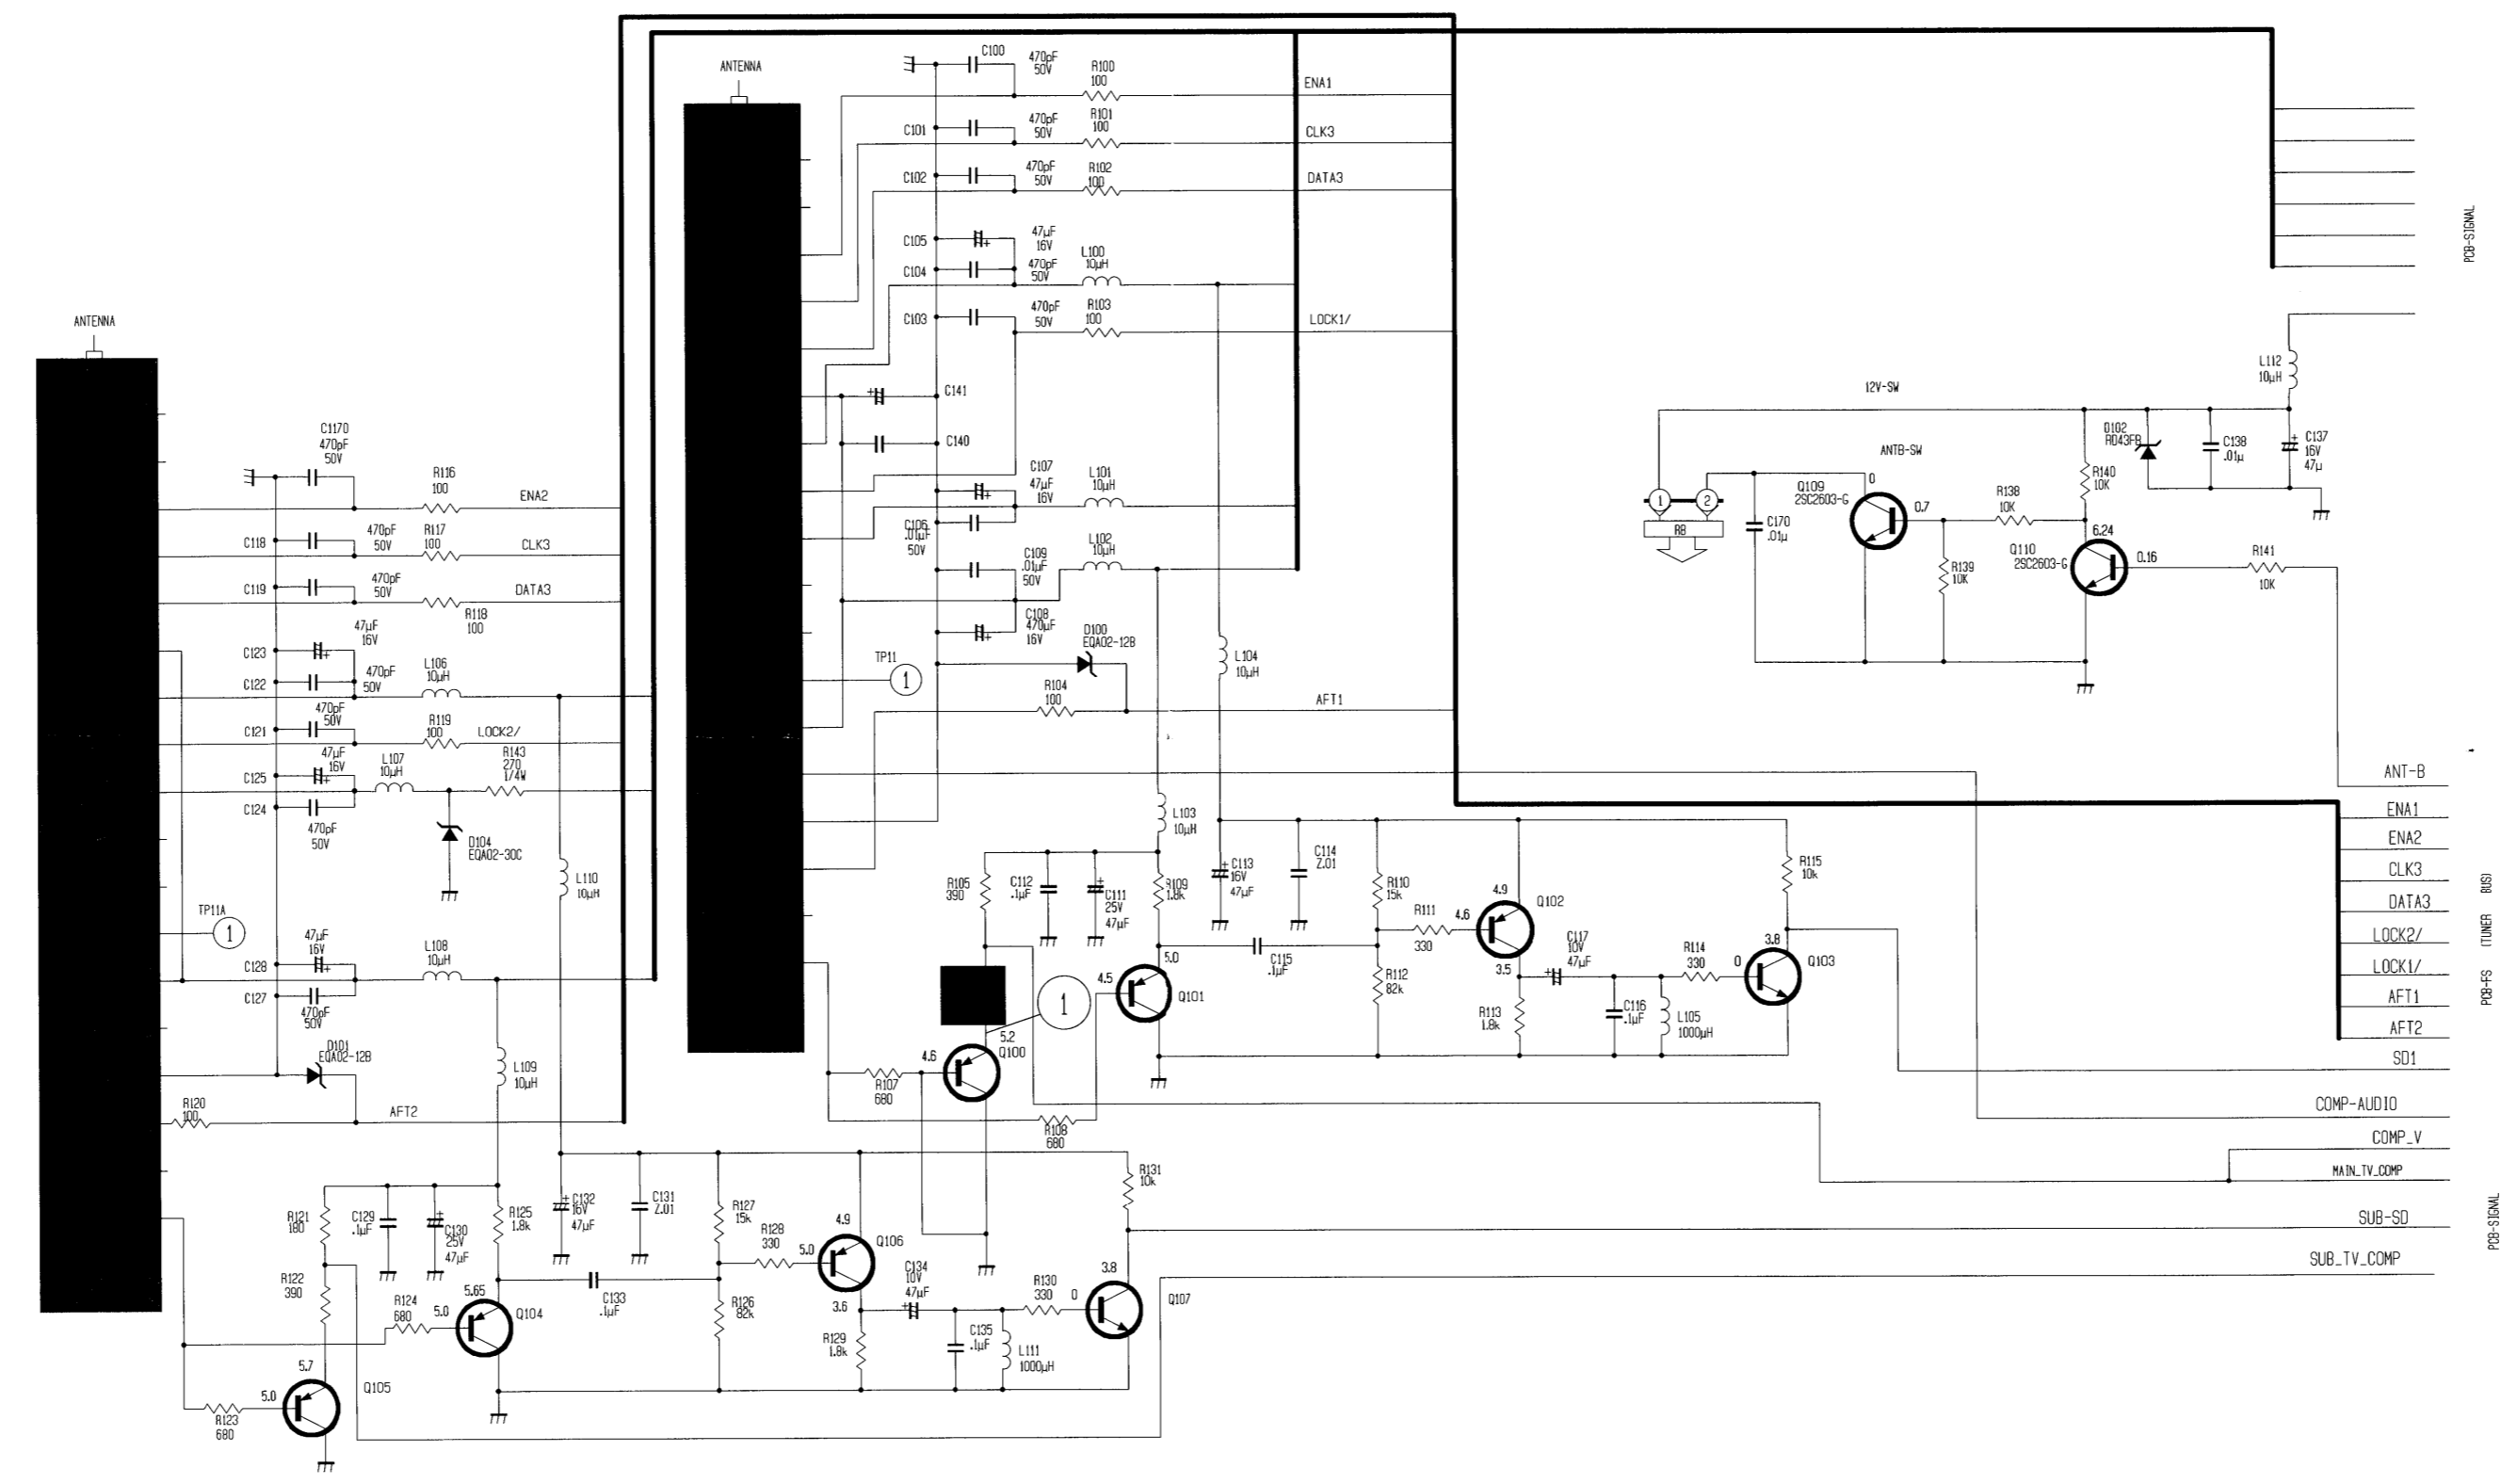 ANTENNA
C100
470pF
50V
R100
100
ENA1
C101
470pF
50V
R101
100
CLK3
C102
470pF
50V
R102
100
DATA3
C105
47µF
16V
C104
470pF
50V
L100
10µH
C103
470pF
50V
R103
100
LOCK1/
C141
C140
C107
47µF
16V
L101
10µH
C106
.01µF
50V
L102
10µH
C109
.01µF
50V
C108
470µF
16V
D100
EQA02-12B
TP11
1
R104
100
AFT1
L104
10µH
L103
10µH
PCB-SIGNAL
L112
10µH
12V-SW
D102
RD43FB
C138
.01µ
C137
16V
47µ
ANTB-SW
R140
10K
1
2
RB
C170
.01µ
Q109
2SC2603-G
0
0.7
R138
10K
R139
10K
6.24
Q110
2SC2603-G
0.16
R141
10K
ANTENNA
C1170
470pF
50V
R116
100
ENA2
C118
470pF
50V
R117
100
CLK3
C119
470pF
50V
R118
100
DATA3
C123
47µF
16V
C122
470pF
50V
L106
10µH
C121
470pF
50V
R119
100
LOCK2/
C125
47µF
16V
L107
10µH
R143
270
1/4W
C124
470pF
50V
D104
EQA02-30C
L110
10µH
TP11A
1
C128
47µF
16V
L108
10µH
C127
470pF
50V
D101
EQA02-12B
L109
10µH
R120
100
AFT2
R105
390
C112
.1µF
C111
25V
47µF
R109
1.8k
C113
16V
47µF
C114
Z.01
R110
15k
R111
330
4.6
4.9
Q102
3.5
R115
10k
C115
.1µF
R112
82k
5.0
4.5
Q101
C117
10V
47µF
R113
1.8k
C116
.1µF
L105
1000µH
R114
330
0
3.8
Q103
1
5.2
Q100
4.6
R107
680
R108
680
ANT-B
ENA1
ENA2
CLK3
DATA3
LOCK2/
LOCK1/
AFT1
AFT2
PCB-FS (TUNER BUS)
SD1
COMP-AUDIO
COMP_V
MAIN_TV_COMP
SUB-SD
SUB_TV_COMP
PCB-SIGNAL
R121
180
C129
.1µF
C130
25V
47µF
R125
1.8k
C132
16V
47µF
C131
Z.01
R127
15k
R128
330
5.0
4.9
Q106
3.6
R131
10k
R122
390
R124
680
5.0
5.65
Q104
C133
.1µF
R126
82k
R129
1.8k
C134
10V
47µF
C135
.1µF
L111
1000µH
R130
330
0
3.8
Q107
5.7
5.0
Q105
R123
680